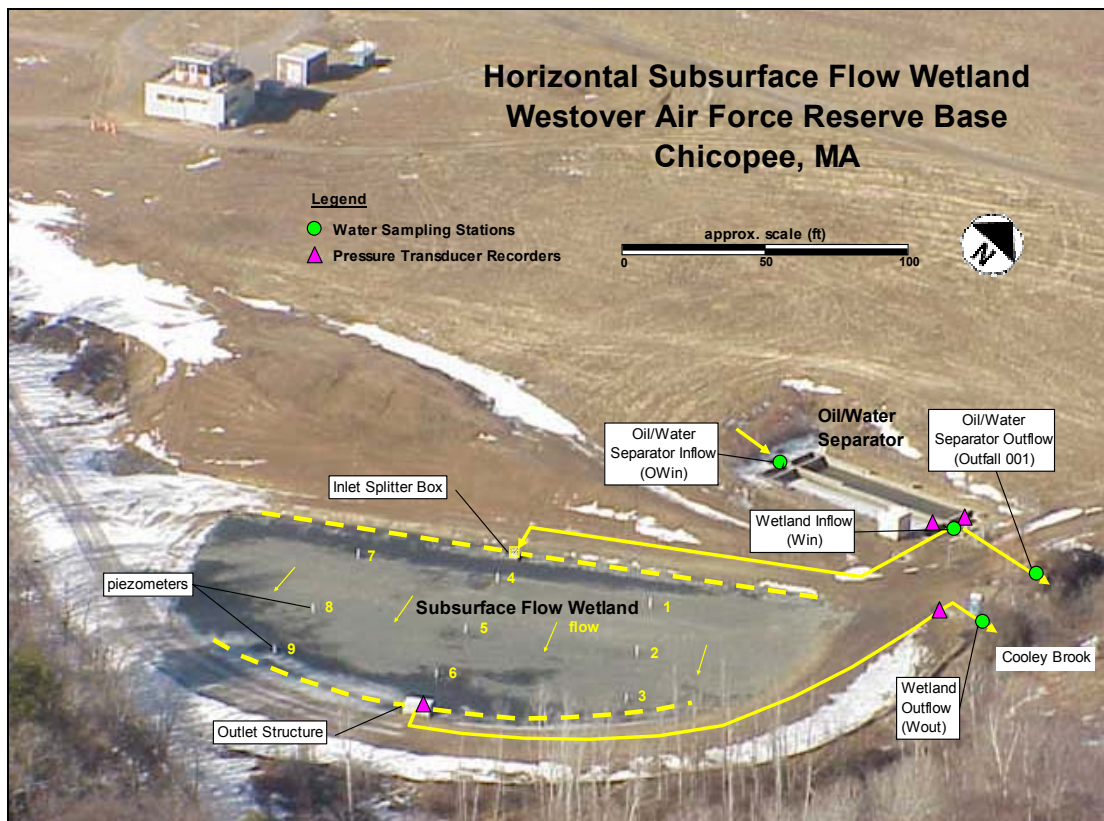 Horizontal Subsurface Flow Wetland
Westover Air Force Reserve Base
Chicopee, MA
Legend
Water Sampling Stations
Pressure Transducer Recorders
approx. scale (ft)
0 50 100
N
Oil/Water
Separator
Oil/Water
Separator Inflow
(OWin)
Oil/Water
Separator Outflow
(Outfall 001)
Inlet Splitter Box
Wetland Inflow
(Win)
piezometers
7
4
1
8
Subsurface Flow Wetland
5
flow
9
2
6
3
Cooley Brook
Wetland
Outflow
(Wout)
Outlet Structure